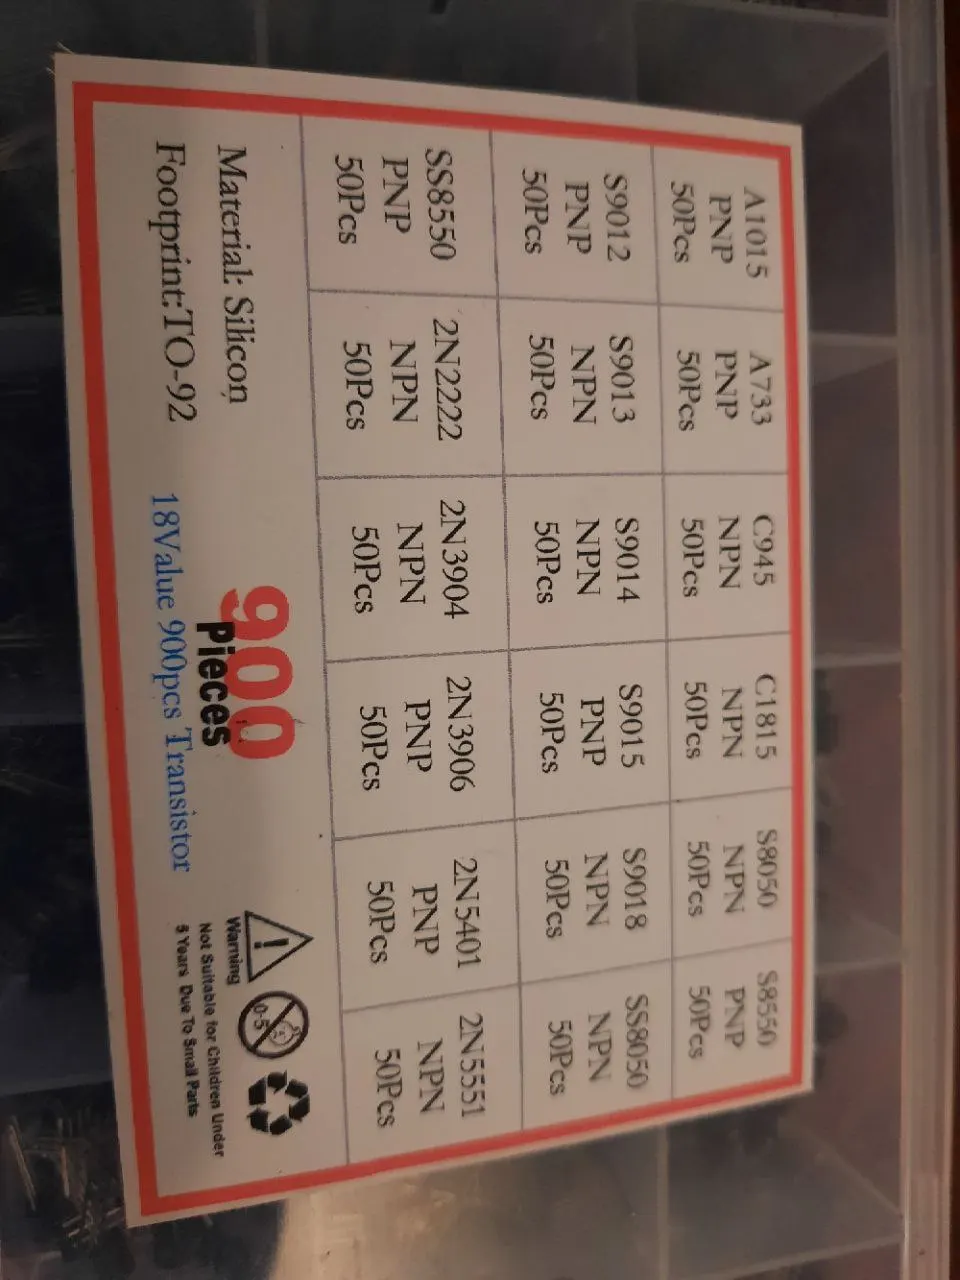 A1015
PNP
50Pcs
A733
PNP
50Pcs
C945
NPN
50Pcs
C1815
NPN
50Pcs
S8050
NPN
50Pcs
S8550
PNP
50Pcs
S9012
PNP
50Pcs
S9013
NPN
50Pcs
S9014
NPN
50Pcs
S9015
PNP
50Pcs
S9018
NPN
50Pcs
SS8050
NPN
50Pcs
SS8550
PNP
50Pcs
2N2222
NPN
50Pcs
2N3904
NPN
50Pcs
2N3906
PNP
50Pcs
2N5401
PNP
50Pcs
2N5551
NPN
50Pcs
Material: Silicon
Footprint:TO-92
900
Pieces
18Value 900pcs Transistor
0-5
Warning
Not Suitable for Children Under
5 Years Due To Small Parts